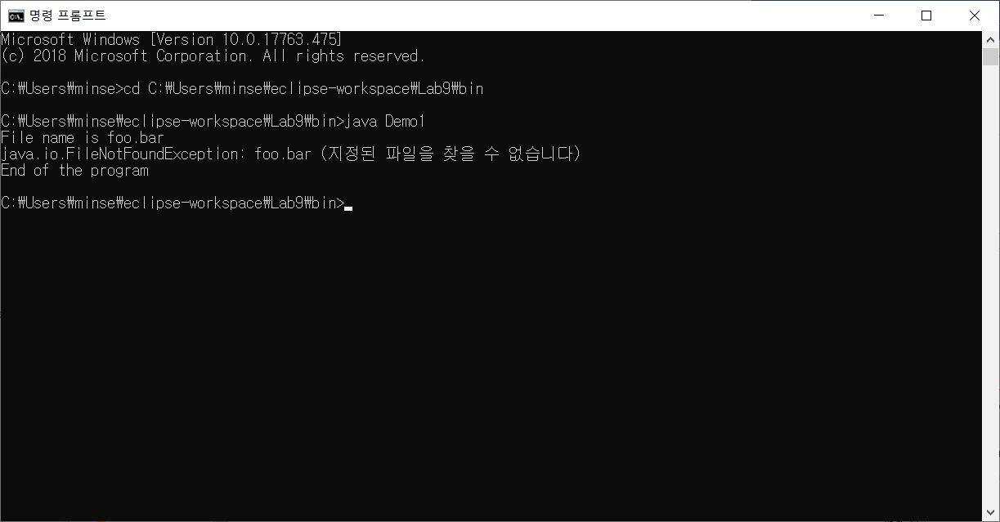 명령 프롬프트
Microsoft Windows [Version 10.0.17763.475]
(c) 2018 Microsoft Corporation. All rights reserved.
C:₩Users₩minse>cd C:₩Users₩minse₩eclipse-workspace₩Lab9₩bin
C:₩Users₩minse₩eclipse-workspace₩Lab9₩bin>java Demo1
File name is foo.bar
java.io.FileNotFoundException: foo.bar (지정된 파일을 찾을 수 없습니다)
End of the program
C:₩Users₩minse₩eclipse-workspace₩Lab9₩bin>